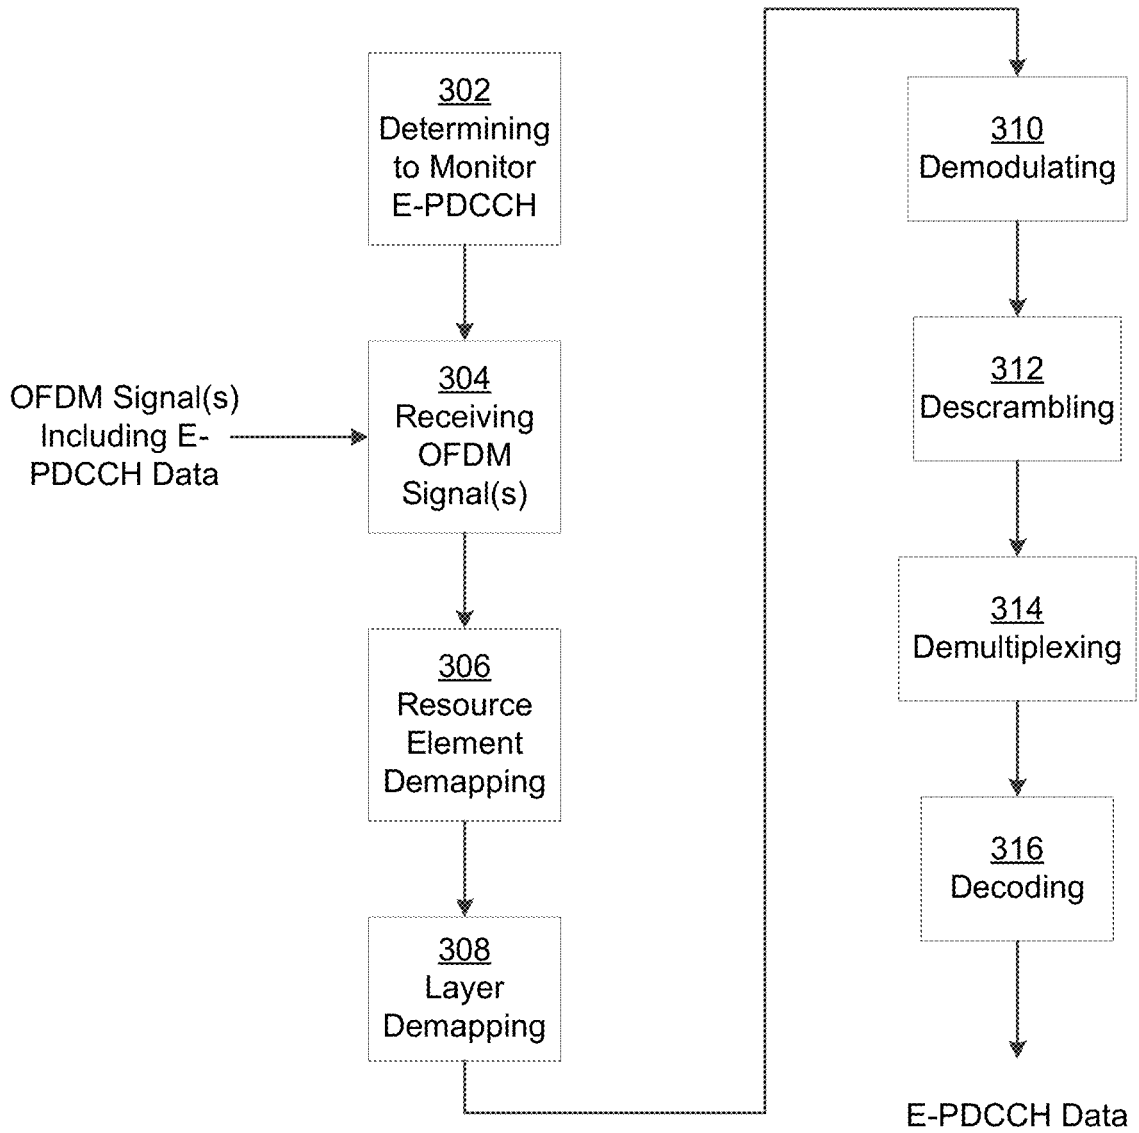 302
Determining
to Monitor
E-PDCCH
OFDM Signal(s)
Including E-
PDCCH Data
304
Receiving
OFDM
Signal(s)
306
Resource
Element
Demapping
308
Layer
Demapping
310
Demodulating
312
Descrambling
314
Demultiplexing
316
Decoding
E-PDCCH Data